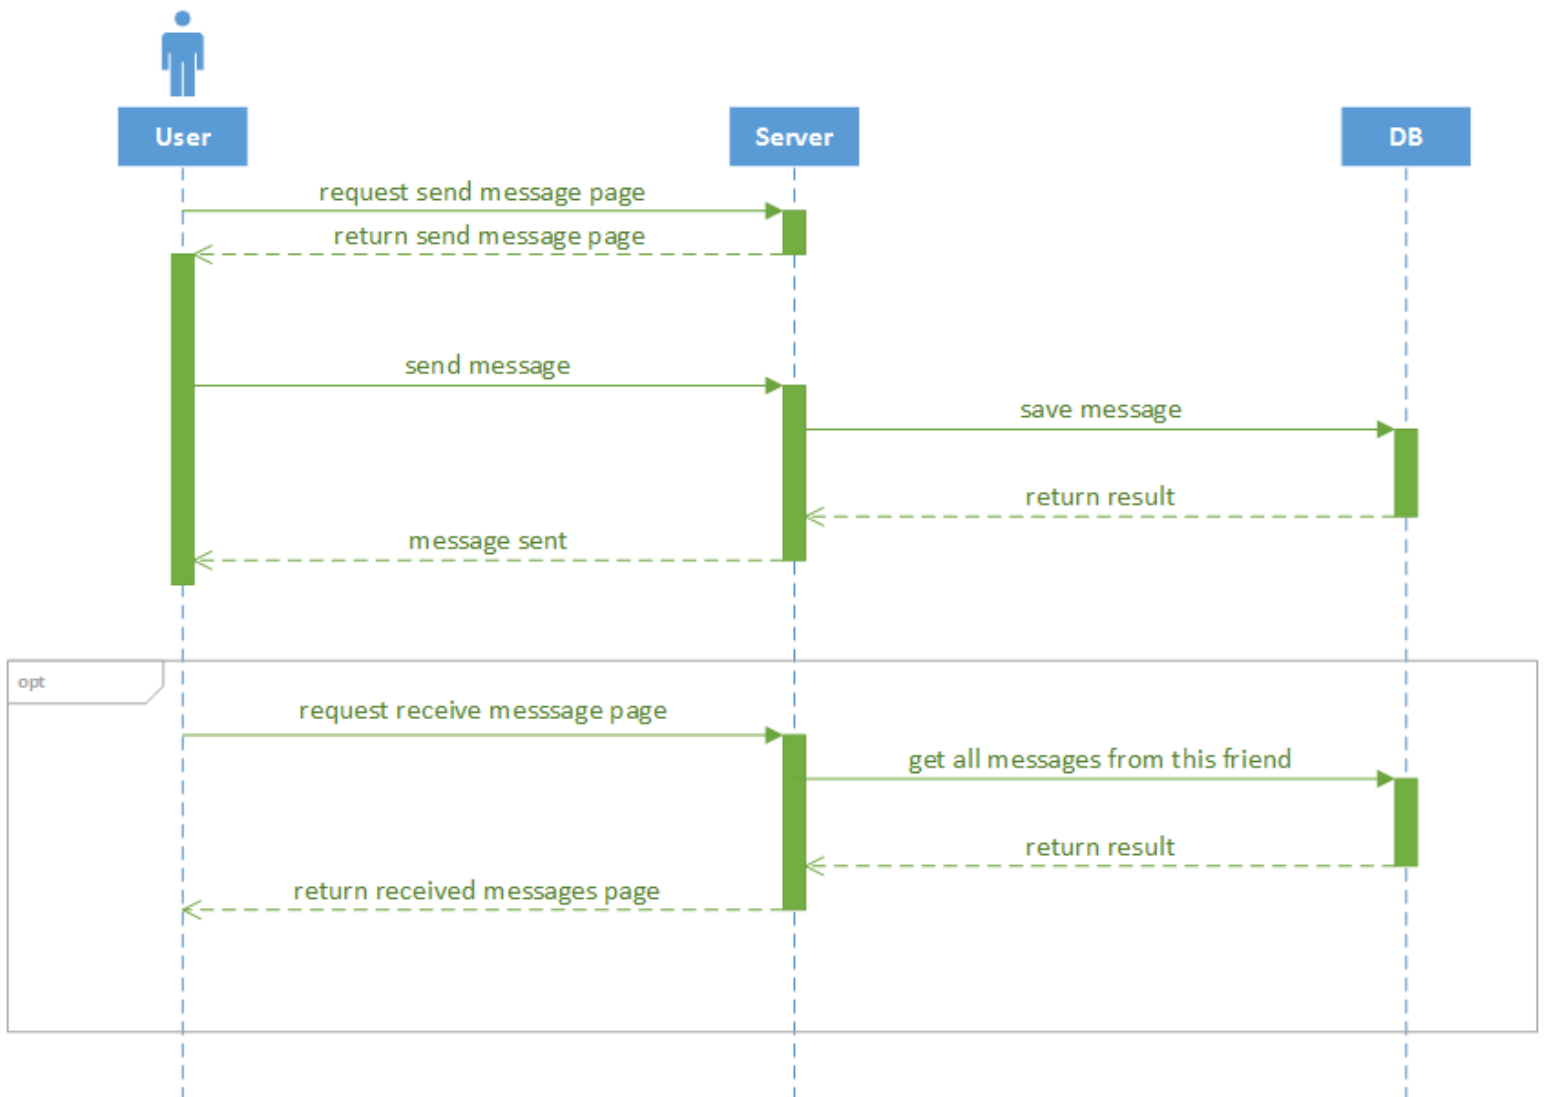 User
Server
DB
request send message page
return send message page
send message
save message
return result
message sent
opt
request receive messsage page
get all messages from this friend
return result
return received messages page